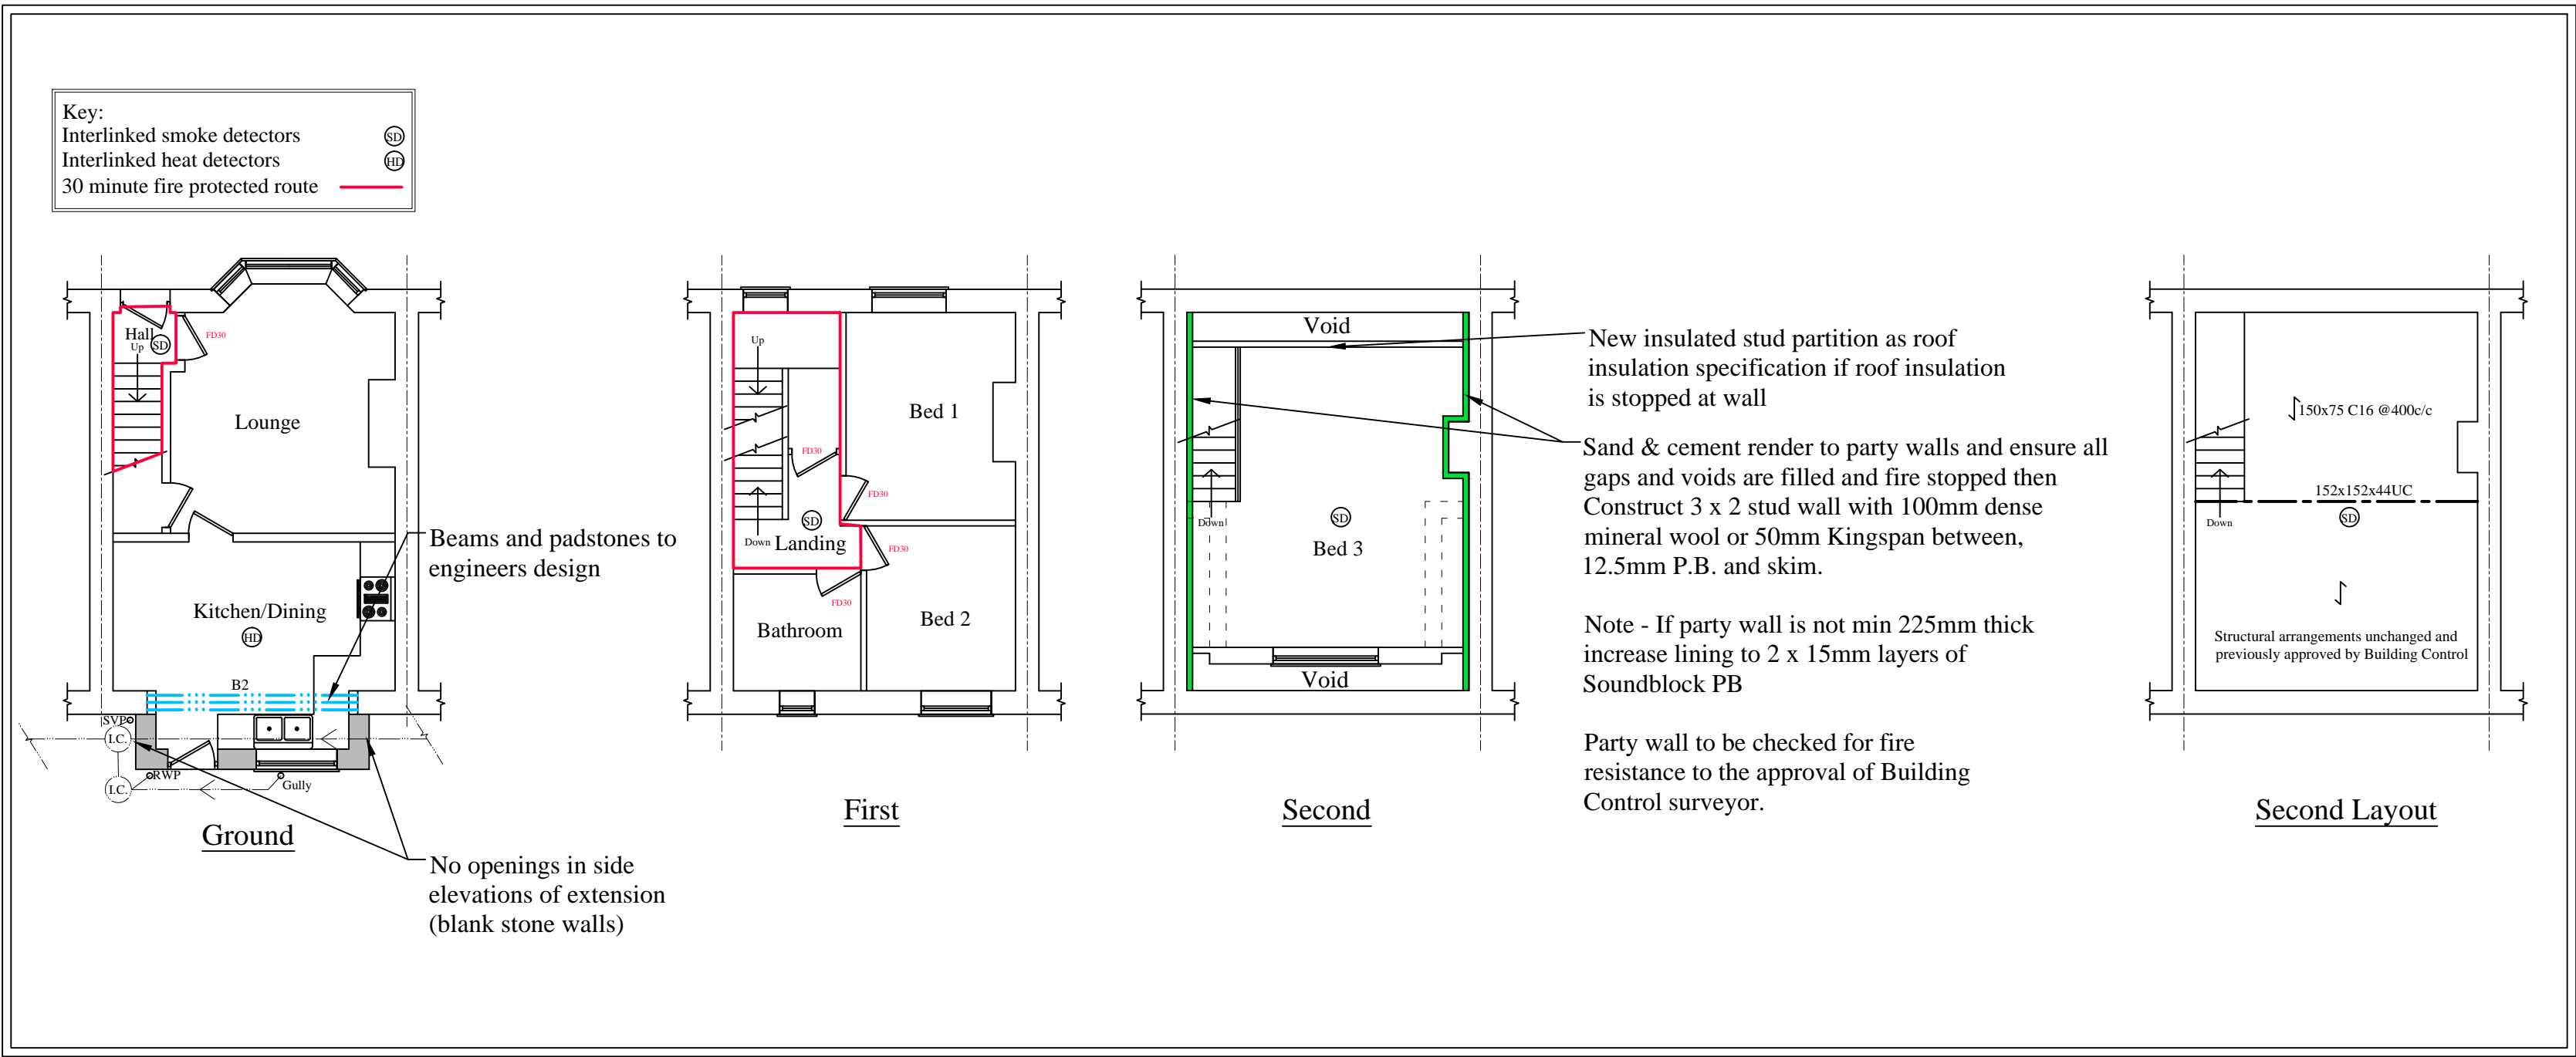 Key:
Interlinked smoke detectors SD
Interlinked heat detectors HD
30 minute fire protected route
Hall
Up
SD
FD30
Lounge
Beams and padstones to
engineers design
Kitchen/Dining
HD
B2
SVP
I.C.
RWP
I.C.
Gully
Ground
No openings in side
elevations of extension
(blank stone walls)
Up
Bed 1
FD30
FD30
SD
Down
Landing
FD30
FD30
Bathroom
Bed 2
First
Void
Down
SD
Bed 3
Void
Second
New insulated stud partition as roof
insulation specification if roof insulation
is stopped at wall
Sand & cement render to party walls and ensure all
gaps and voids are filled and fire stopped then
Construct 3 x 2 stud wall with 100mm dense
mineral wool or 50mm Kingspan between,
12.5mm P.B. and skim.
Note - If party wall is not min 225mm thick
increase lining to 2 x 15mm layers of
Soundblock PB
Party wall to be checked for fire
resistance to the approval of Building
Control surveyor.
150x75 C16 @400c/c
152x152x44UC
Down
SD
Structural arrangements unchanged and
previously approved by Building Control
Second Layout